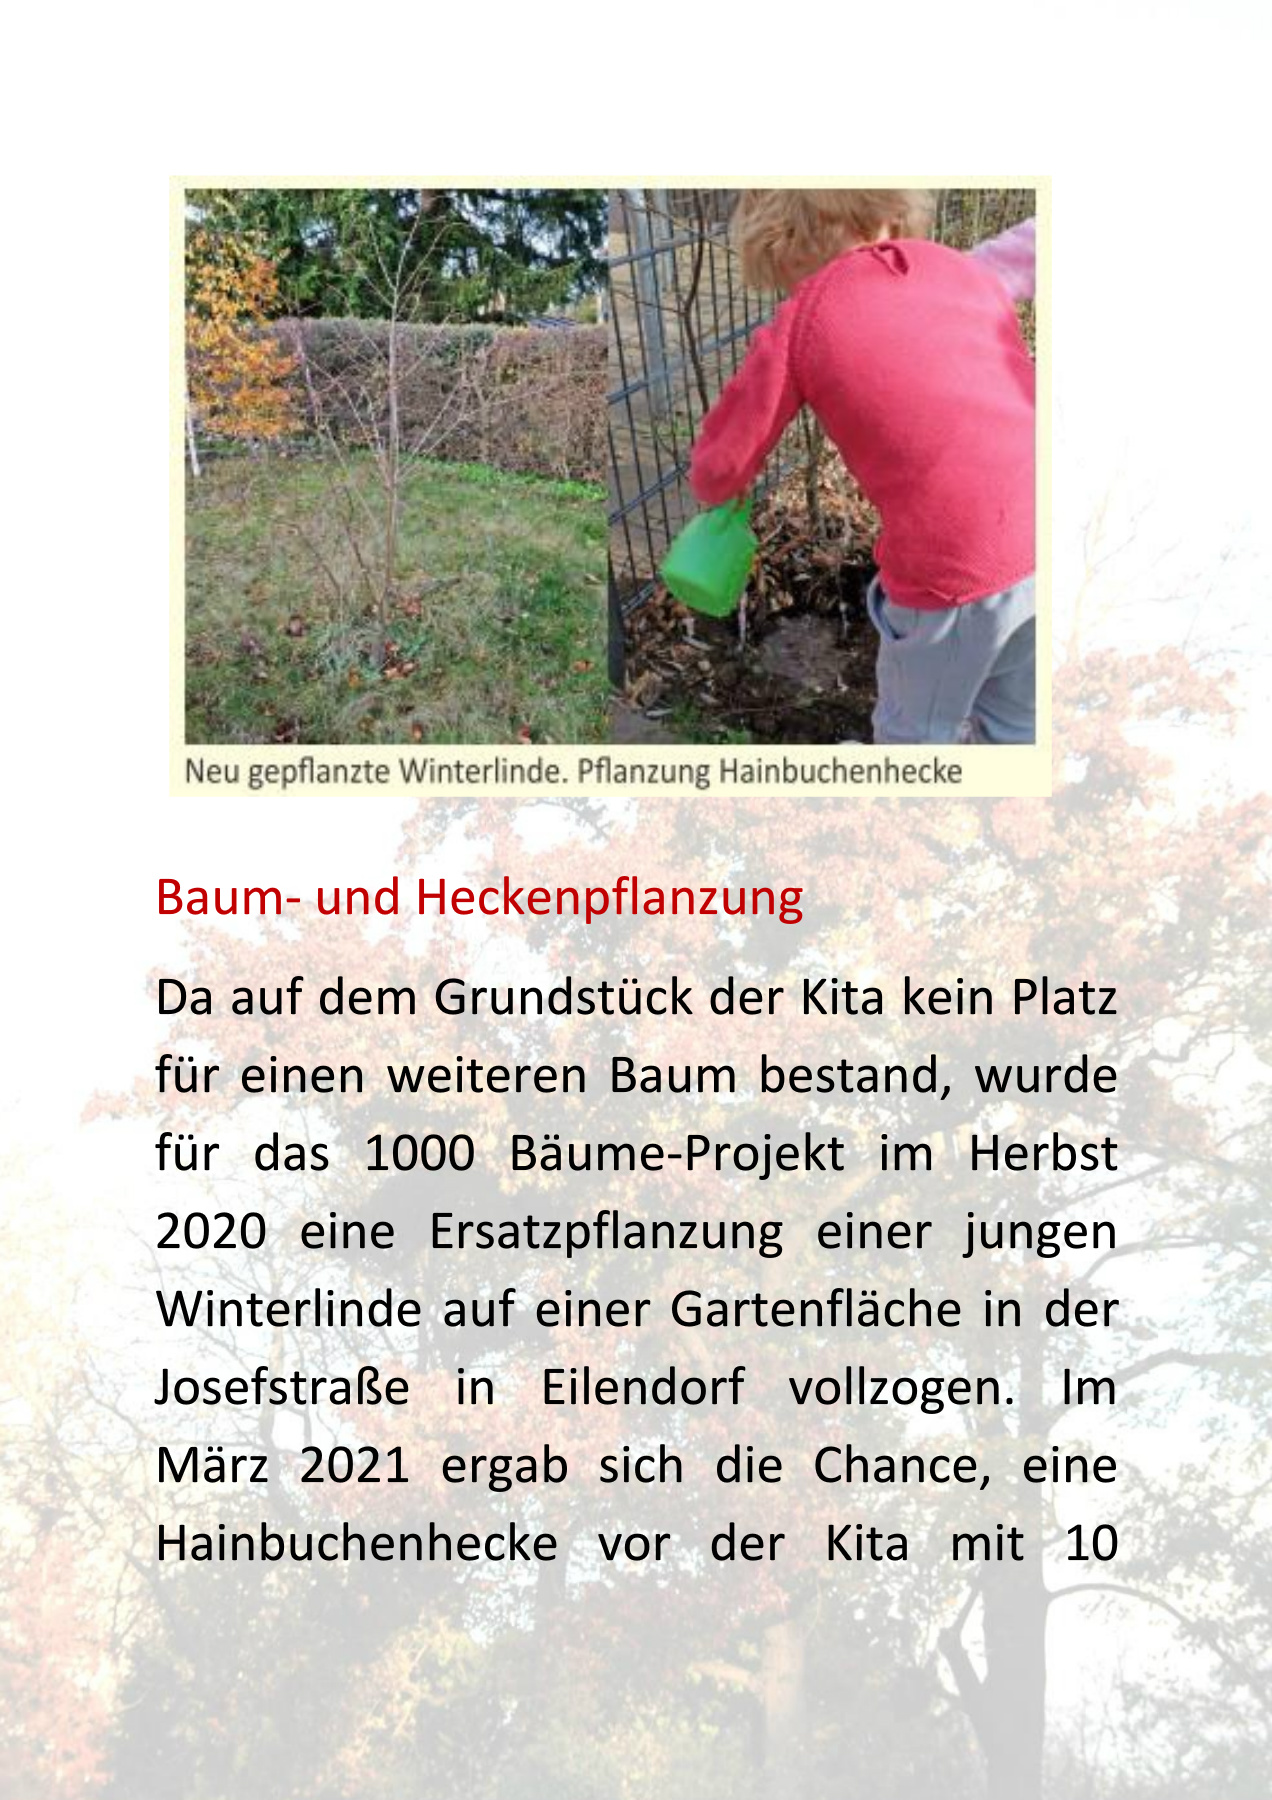 Neu gepflanzte Winterlinde. Pflanzung Hainbuchenhecke
Baum- und Heckenpflanzung
Da auf dem Grundstück der Kita kein Platz
für einen weiteren Baum bestand, wurde
für das 1000 Bäume-Projekt im Herbst
2020 eine Ersatzpflanzung einer jungen
Winterlinde auf einer Gartenfläche in der
Josefstraße in Eilendorf vollzogen. Im
März 2021 ergab sich die Chance, eine
Hainbuchenhecke vor der Kita mit 10